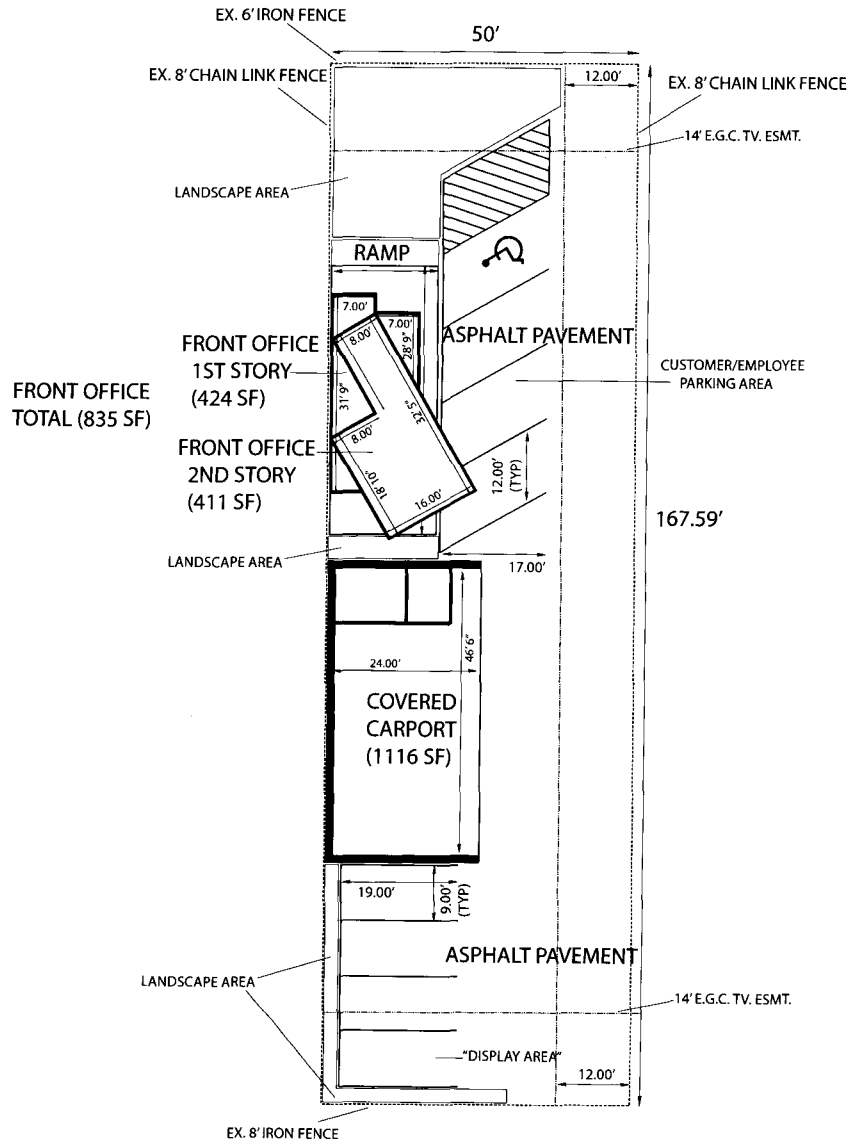 EX. 6' IRON FENCE
50'
EX. 8' CHAIN LINK FENCE
12.00'
EX. 8' CHAIN LINK FENCE
14' E.G.C. TV. ESMT.
LANDSCAPE AREA
RAMP
7.00'
8.00'
7.00'
28' 9"
ASPHALT PAVEMENT
FRONT OFFICE
1ST STORY
(424 SF)
CUSTOMER/EMPLOYEE
PARKING AREA
FRONT OFFICE
TOTAL (835 SF)
31' 9"
32' 5"
8.00'
FRONT OFFICE
2ND STORY
(411 SF)
18' 10"
16.00'
12.00'
(TYP)
167.59'
LANDSCAPE AREA
17.00'
46' 6"
24.00'
COVERED
CARPORT
(1116 SF)
19.00'
9.00'
(TYP)
ASPHALT PAVEMENT
LANDSCAPE AREA
14' E.G.C. TV. ESMT.
"DISPLAY AREA"
12.00'
EX. 8' IRON FENCE